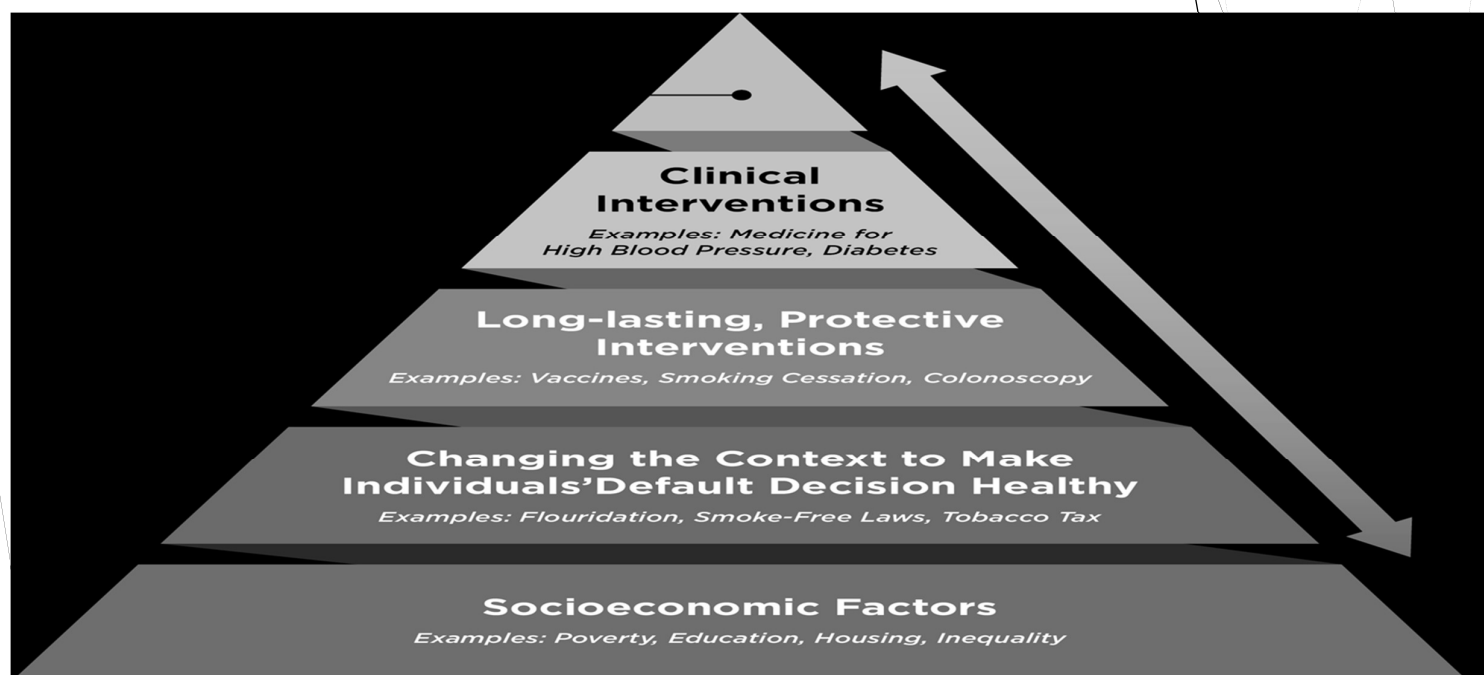 Clinical
Interventions
Examples: Medicine for
High Blood Pressure, Diabetes
Long-lasting, Protective
Interventions
Examples: Vaccines, Smoking Cessation, Colonoscopy
Changing the Context to Make
Individuals’Default Decision Healthy
Examples: Flouridation, Smoke-Free Laws, Tobacco Tax
Socioeconomic Factors
Examples: Poverty, Education, Housing, Inequality